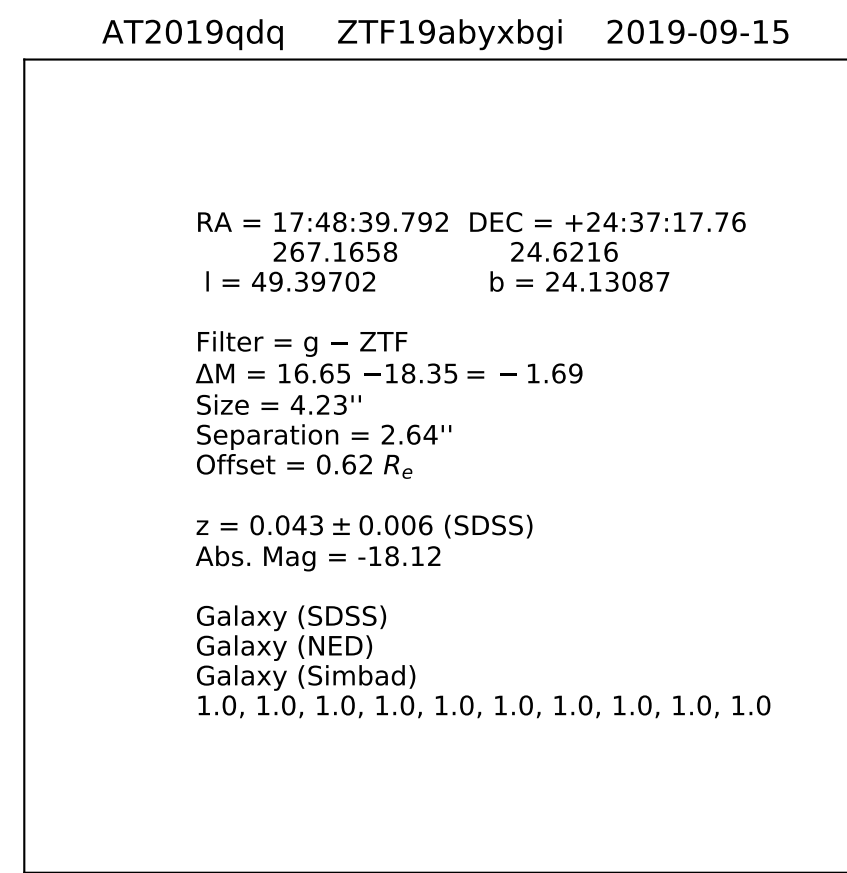 AT2019qdq ZTF19abyxbgi 2019-09-15
RA = 17:48:39.792 DEC = +24:37:17.76
267.1658 24.6216
l = 49.39702 b = 24.13087
Filter = g − ZTF
ΔM = 16.65 −18.35 = − 1.69
Size = 4.23''
Separation = 2.64''
Offset = 0.62 Re
z = 0.043 ± 0.006 (SDSS)
Abs. Mag = -18.12
Galaxy (SDSS)
Galaxy (NED)
Galaxy (Simbad)
1.0, 1.0, 1.0, 1.0, 1.0, 1.0, 1.0, 1.0, 1.0, 1.0